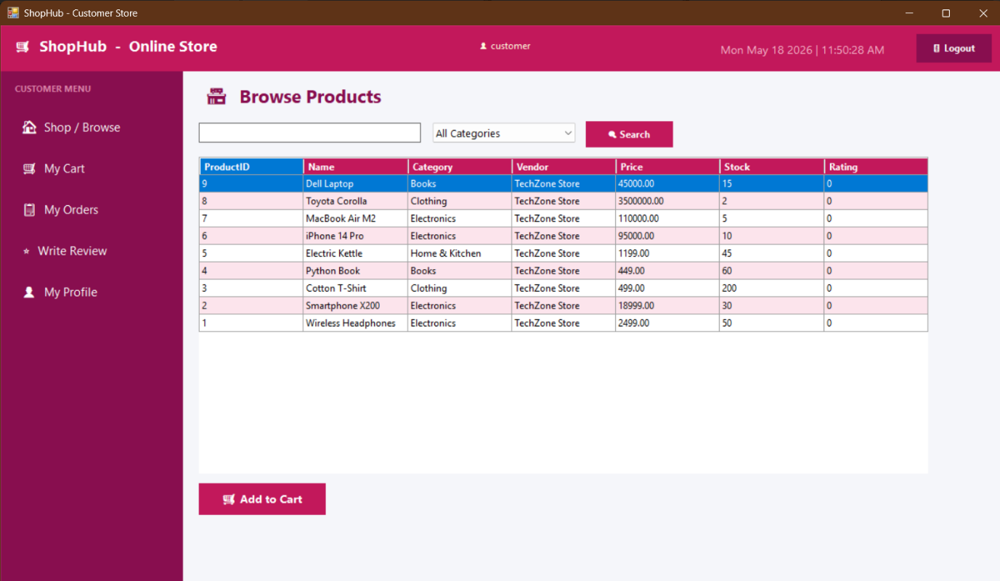 ShopHub - Customer Store
ShopHub - Online Store
customer
Mon May 18 2026 | 11:50:28 AM
Logout
CUSTOMER MENU
Shop / Browse
My Cart
My Orders
Write Review
My Profile
Browse Products
All Categories
Search
ProductID Name Category Vendor Price Stock Rating
9 Dell Laptop Books TechZone Store 45000.00 15 0
8 Toyota Corolla Clothing TechZone Store 3500000.00 2 0
7 MacBook Air M2 Electronics TechZone Store 110000.00 5 0
6 iPhone 14 Pro Electronics TechZone Store 95000.00 10 0
5 Electric Kettle Home & Kitchen TechZone Store 1199.00 45 0
4 Python Book Books TechZone Store 449.00 60 0
3 Cotton T-Shirt Clothing TechZone Store 499.00 200 0
2 Smartphone X200 Electronics TechZone Store 18999.00 30 0
1 Wireless Headphones Electronics TechZone Store 2499.00 50 0
Add to Cart